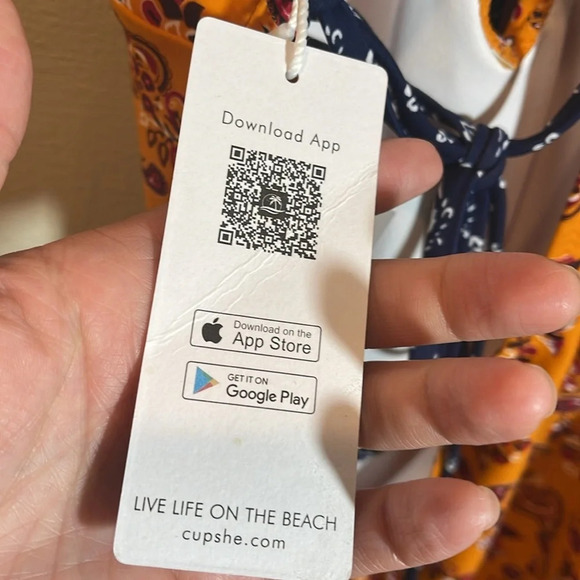 Download App
Download on the
App Store
GET IT ON
Google Play
LIVE LIFE ON THE BEACH
cupshe.com